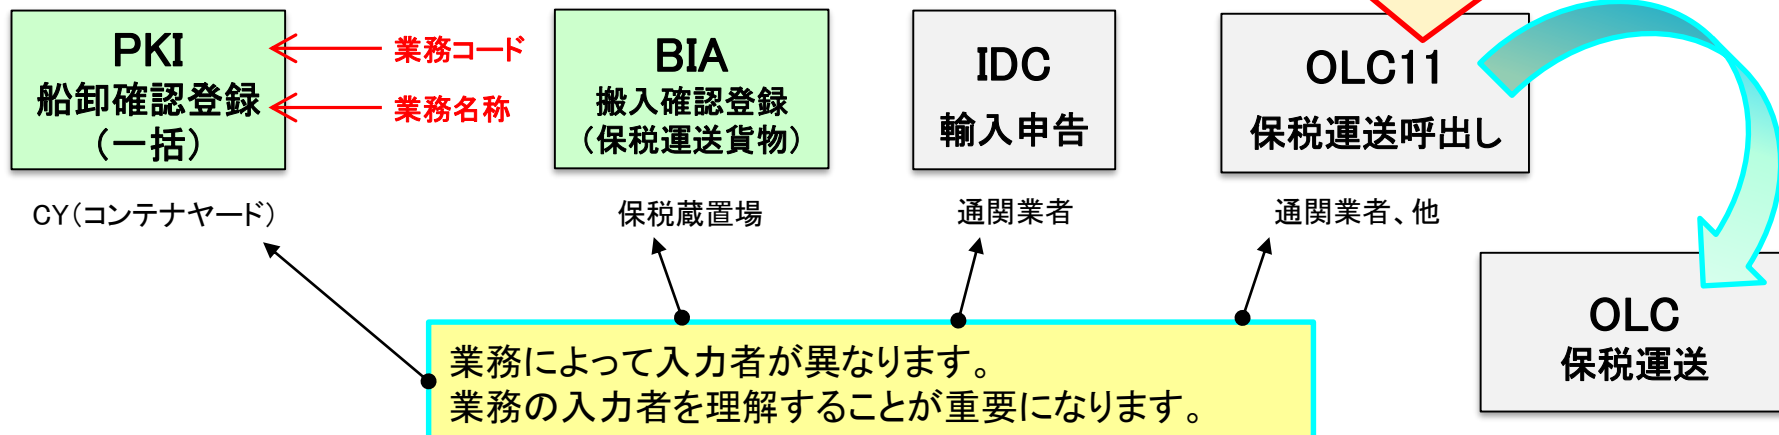 PKI
船卸確認登録
（一括）
業務コード
業務名称
BIA
搬入確認登録
（保税運送貨物）
IDC
輸入申告
OLC11
保税運送呼出し
CY（コンテナヤード）
保税蔵置場
通関業者
通関業者、他
業務によって入力者が異なります。
業務の入力者を理解することが重要になります。
OLC
保税運送